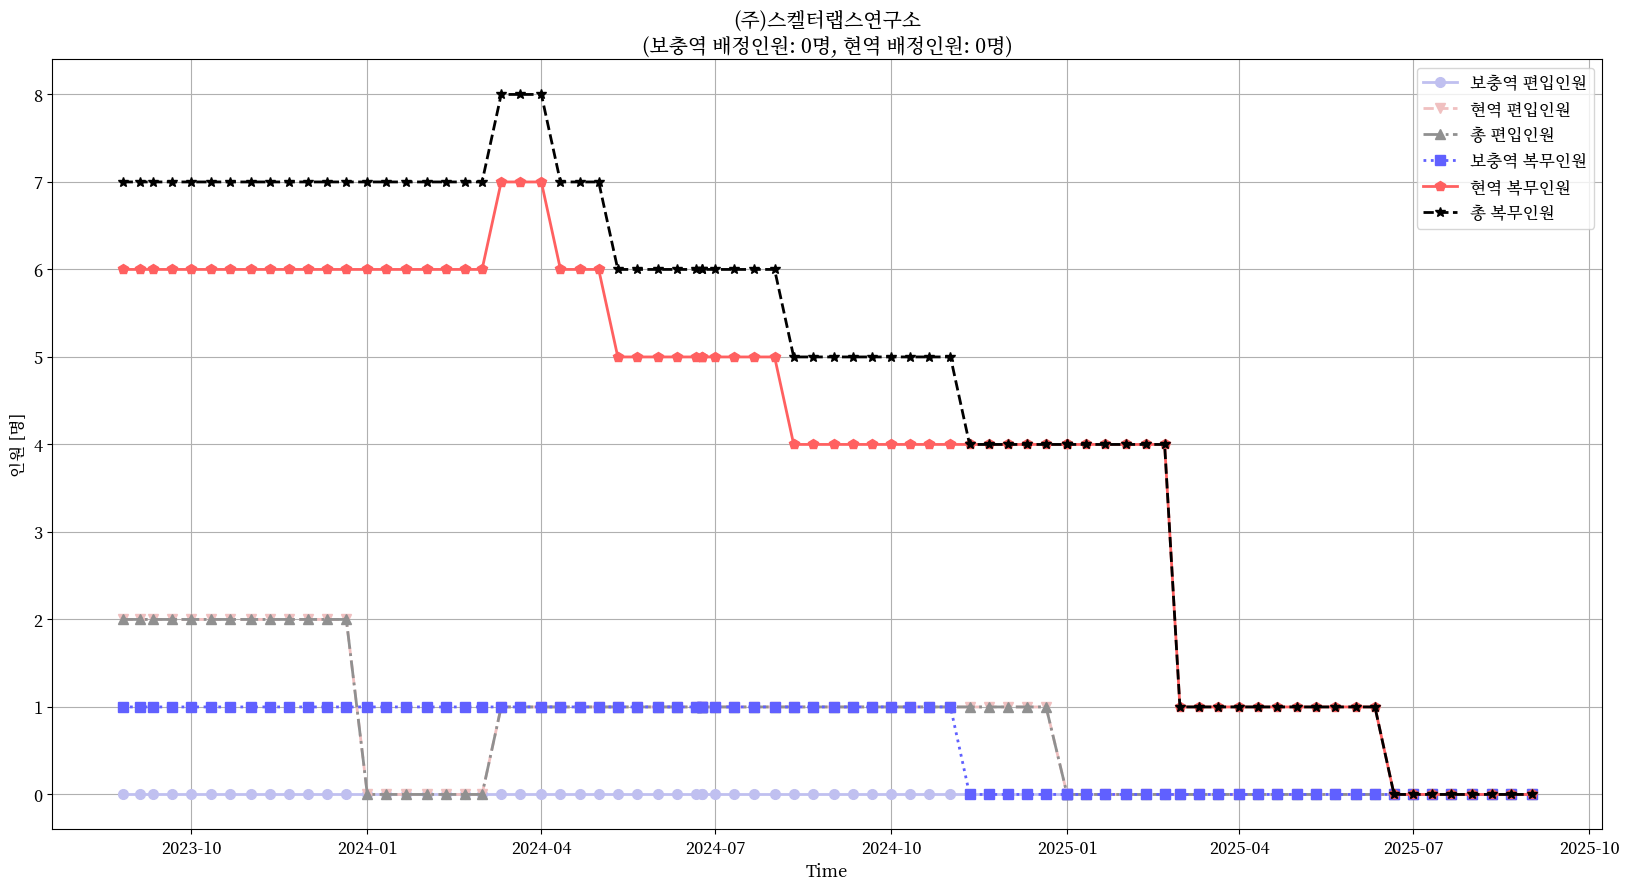 (주)스켈터랩스연구소
(보충역 배정인원: 0명, 현역 배정인원: 0명)
보충역 편입인원
현역 편입인원
총 편입인원
보충역 복무인원
현역 복무인원
총 복무인원
인원 [명]
8
7
6
5
4
3
2
1
0
2023-10
2024-01
2024-04
2024-07
2024-10
2025-01
2025-04
2025-07
2025-10
Time